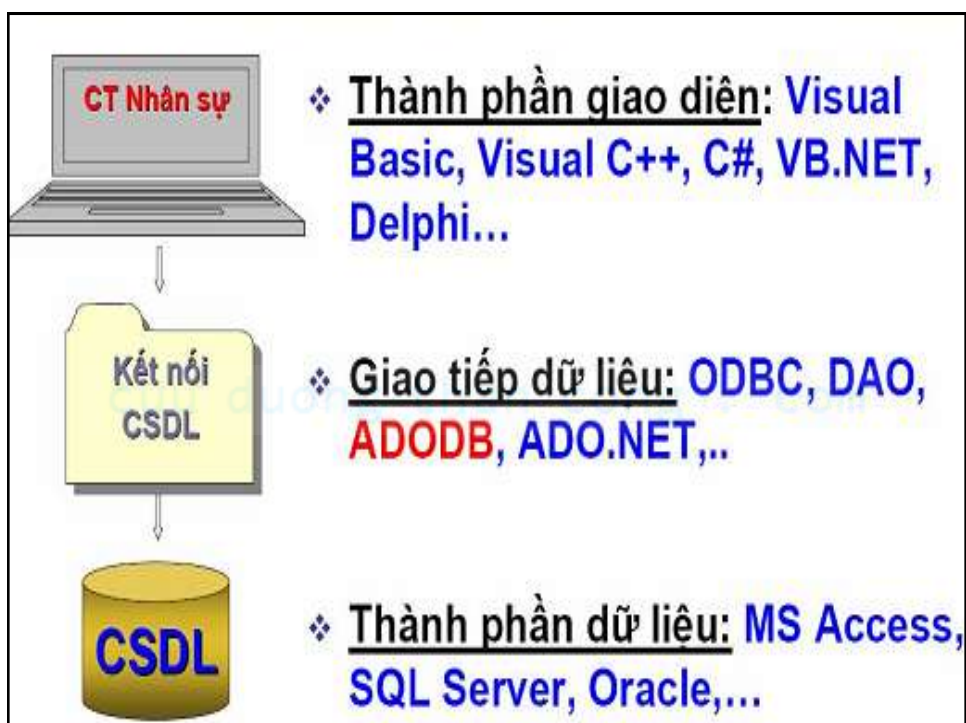 CT Nhân sự
❖ Thành phần giao diện: Visual
Basic, Visual C++, C#, VB.NET,
Delphi...
Kết nối
CSDL
❖ Giao tiếp dữ liệu: ODBC, DAO,
ADODB, ADO.NET,..
CSDL
❖ Thành phần dữ liệu: MS Access,
SQL Server, Oracle,...